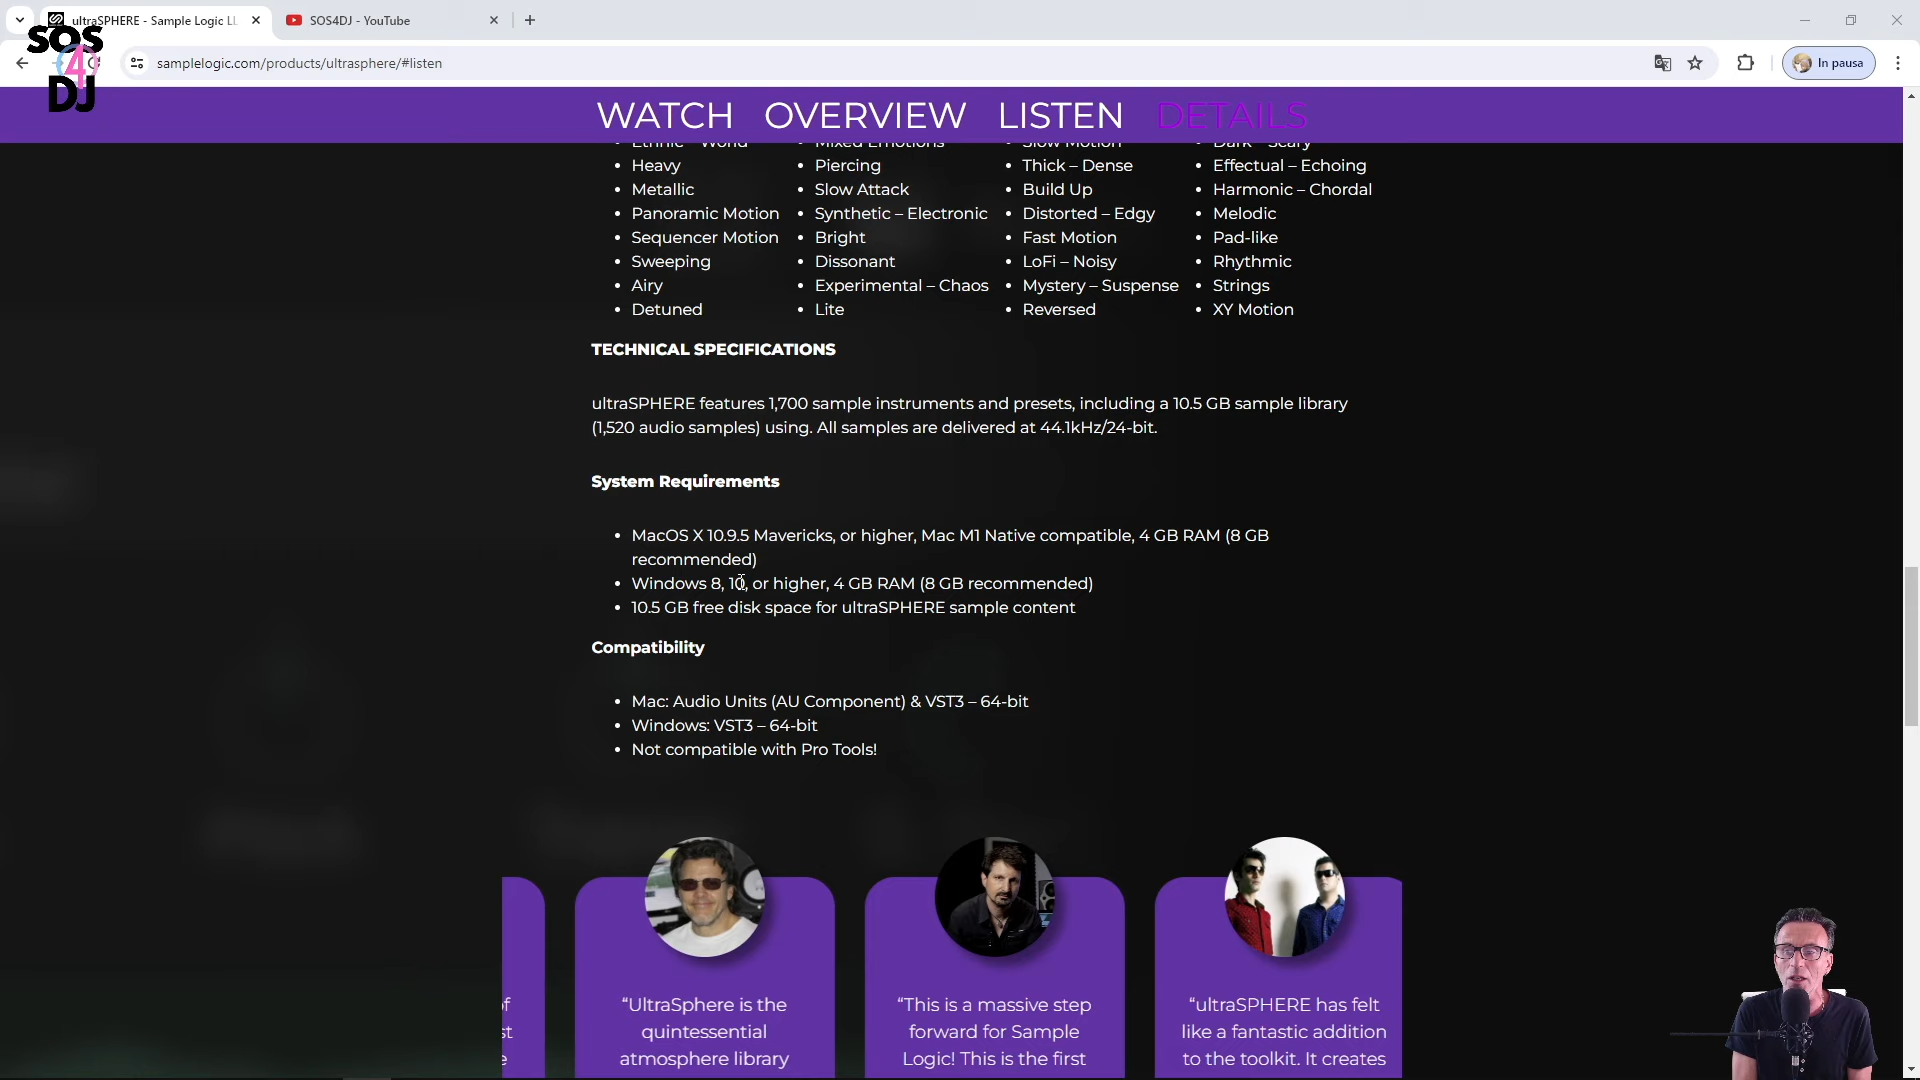 ultraSPHERE - Sample Logic LL
SOS4DJ - YouTube
SOS
4
DJ
samplelogic.com/products/ultrasphere/#listen
In pausa
WATCH OVERVIEW LISTEN DETAILS
Ethnic – World
Heavy
Metallic
Panoramic Motion
Sequencer Motion
Sweeping
Airy
Detuned
Mixed Emotions
Piercing
Slow Attack
Synthetic – Electronic
Bright
Dissonant
Experimental – Chaos
Lite
Slow Motion
Thick – Dense
Build Up
Distorted – Edgy
Fast Motion
LoFi – Noisy
Mystery – Suspense
Reversed
Dark – Scary
Effectual – Echoing
Harmonic – Chordal
Melodic
Pad-like
Rhythmic
Strings
XY Motion
TECHNICAL SPECIFICATIONS
ultraSPHERE features 1,700 sample instruments and presets, including a 10.5 GB sample library
(1,520 audio samples) using. All samples are delivered at 44.1kHz/24-bit.
System Requirements
MacOS X 10.9.5 Mavericks, or higher, Mac M1 Native compatible, 4 GB RAM (8 GB
recommended)
Windows 8, 10, or higher, 4 GB RAM (8 GB recommended)
10.5 GB free disk space for ultraSPHERE sample content
Compatibility
Mac: Audio Units (AU Component) & VST3 – 64-bit
Windows: VST3 – 64-bit
Not compatible with Pro Tools!
“UltraSphere is the
quintessential
atmosphere library
“This is a massive step
forward for Sample
Logic! This is the first
“ultraSPHERE has felt
like a fantastic addition
to the toolkit. It creates